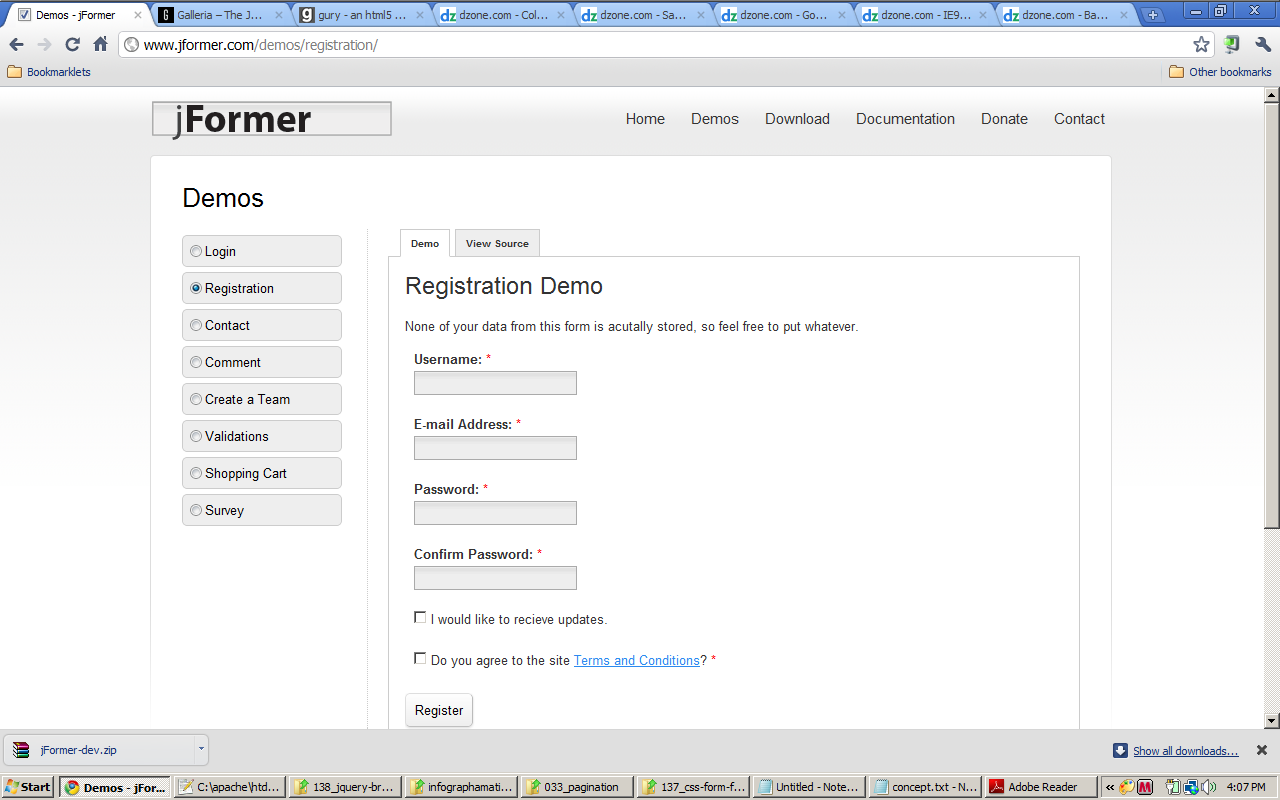 Demos - jFormer
Galleria – The J...
gury - an html5 ...
dzone.com - Col...
dzone.com - Sa...
dzone.com - Go...
dzone.com - IE9...
dzone.com - Ba...
www.jformer.com/demos/registration/
Bookmarklets
Other bookmarks
jFormer
Home
Demos
Download
Documentation
Donate
Contact
Demos
Login
Registration
Contact
Comment
Create a Team
Validations
Shopping Cart
Survey
Demo
View Source
Registration Demo
None of your data from this form is acutally stored, so feel free to put whatever.
Username: *
E-mail Address: *
Password: *
Confirm Password: *
I would like to recieve updates.
Do you agree to the site Terms and Conditions? *
Register
jFormer-dev.zip
Show all downloads...
Start
Demos - jFor...
C:\apache\htd...
138_jquery-br...
infographamati...
033_pagination
137_css-form-f...
Untitled - Note...
concept.txt - N...
Adobe Reader
«
4:07 PM